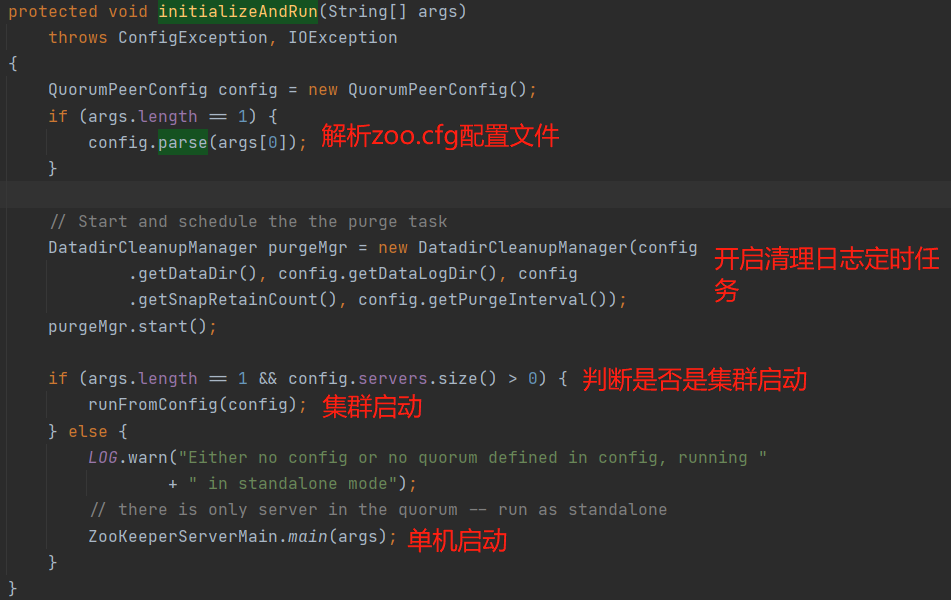 protected void initializeAndRun(String[] args)
throws ConfigException, IOException
{
QuorumPeerConfig config = new QuorumPeerConfig();
if (args.length == 1) {
config.parse(args[0]); 解析zoo.cfg配置文件
}
// Start and schedule the the purge task
DatadirCleanupManager purgeMgr = new DatadirCleanupManager(config
.getDataDir(), config.getDataLogDir(), config
.getSnapRetainCount(), config.getPurgeInterval());
开启清理日志定时任
务
purgeMgr.start();
if (args.length == 1 && config.servers.size() > 0) { 判断是否是集群启动
runFromConfig(config); 集群启动
} else {
LOG.warn("Either no config or no quorum defined in config, running "
+ " in standalone mode");
// there is only server in the quorum -- run as standalone
ZooKeeperServerMain.main(args); 单机启动
}
}